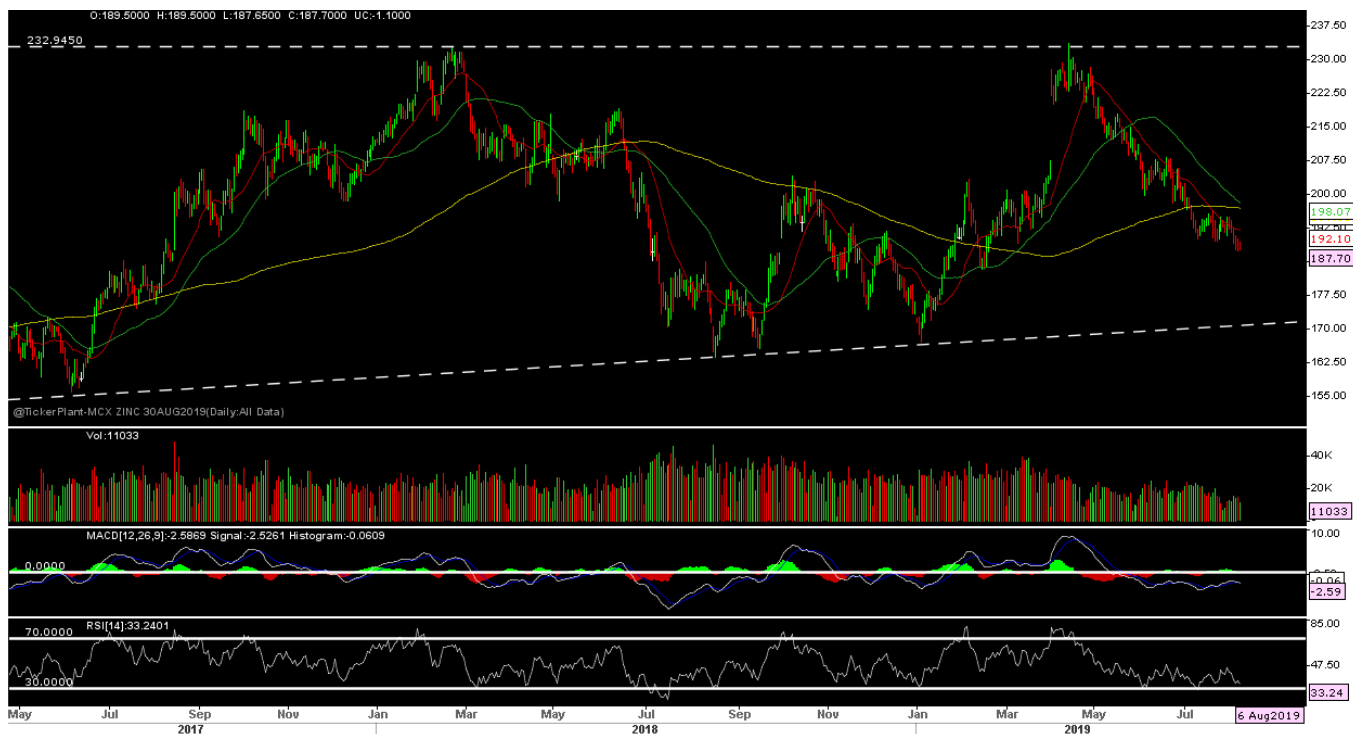 O:189.5000 H:189.5000 L:187.6500 C:187.7000 UC:-1.1000
232.9450
237.50
230.00
222.50
215.00
207.50
200.00
198.07
192.50
192.10
187.70
177.50
170.00
162.50
155.00
@TickerPlant-MCX ZINC 30AUG2019(Daily:All Data)
Vol:11033
40K
20K
11033
MACD[12,26,9]:-2.5869 Signal:-2.5261 Histogram:-0.0609
10.00
0.0000
-0.06
-2.59
RSI[14]:33.2401
85.00
70.0000
47.50
30.0000
33.24
May Jul Sep Nov Jan Mar May Jul Sep Nov Jan Mar May Jul 6 Aug2019
2017 2018 2019